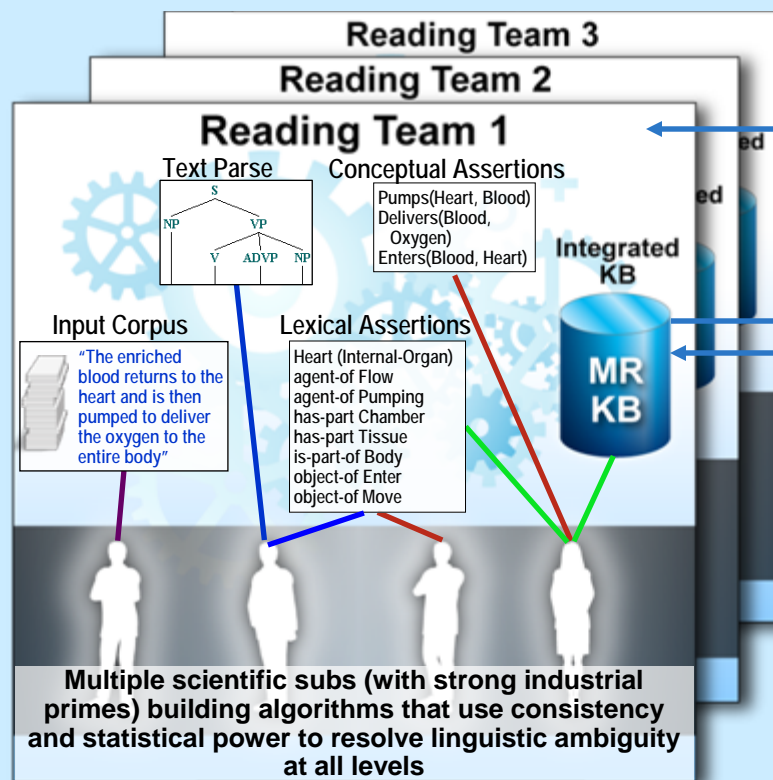 Reading Team 3
Reading Team 2
Reading Team 1
ed
ed
Text Parse
S
NP
VP
V
ADVP
NP
Conceptual Assertions
Pumps(Heart, Blood)
Delivers(Blood,
Oxygen)
Enters(Blood, Heart)
Integrated
KB
MR
KB
Input Corpus
“The enriched
blood returns to the
heart and is then
pumped to deliver
the oxygen to the
entire body”
Lexical Assertions
Heart (Internal-Organ)
agent-of Flow
agent-of Pumping
has-part Chamber
has-part Tissue
is-part-of Body
object-of Enter
object-of Move
Multiple scientific subs (with strong industrial
primes) building algorithms that use consistency
and statistical power to resolve linguistic ambiguity
at all levels